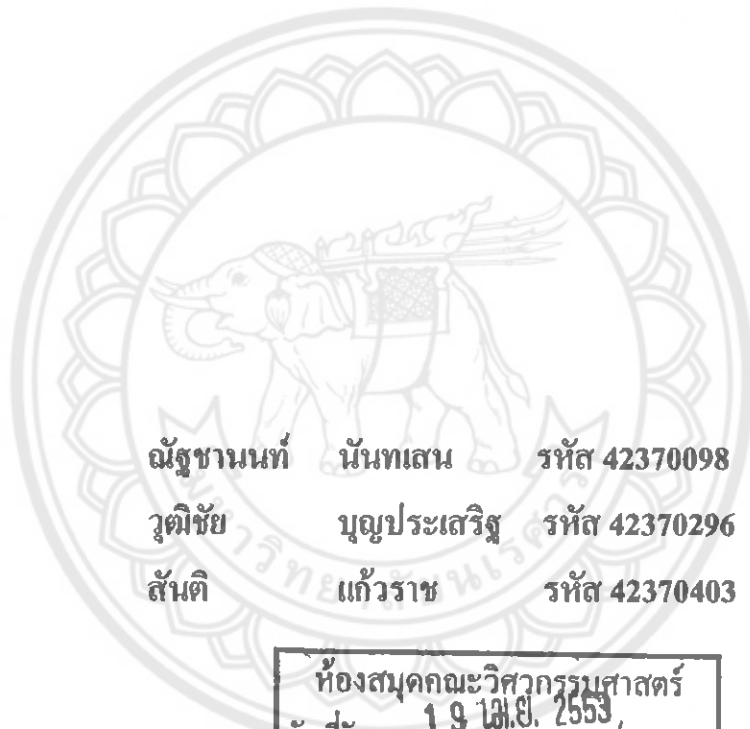 ณัฐชานนท์ นันทเสน รหัส 42370098
วุฒิชัย บุญประเสริฐ รหัส 42370296
สันติ แก้วราช รหัส 42370403
ห้องสมุดคณะวิศวกรรมศาสตร์
19 เม.ย. 2553